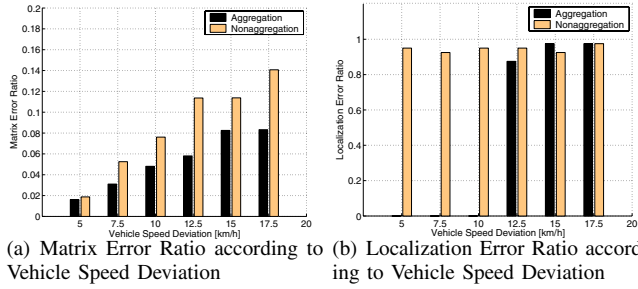 Aggregation
Nonaggregation
Matrix Error Ratio
0.2
0.18
0.16
0.14
0.12
0.1
0.08
0.06
0.04
0.02
0
5 7.5 10 12.5 15 17.5 20
Vehicle Speed Deviation [km/h]
(a) Matrix Error Ratio according to
Vehicle Speed Deviation
Aggregation
Nonaggregation
Localization Error Ratio
1
0.8
0.6
0.4
0.2
0
5 7.5 10 12.5 15 17.5 20
Vehicle Speed Deviation [km/h]
(b) Localization Error Ratio accord
ing to Vehicle Speed Deviation